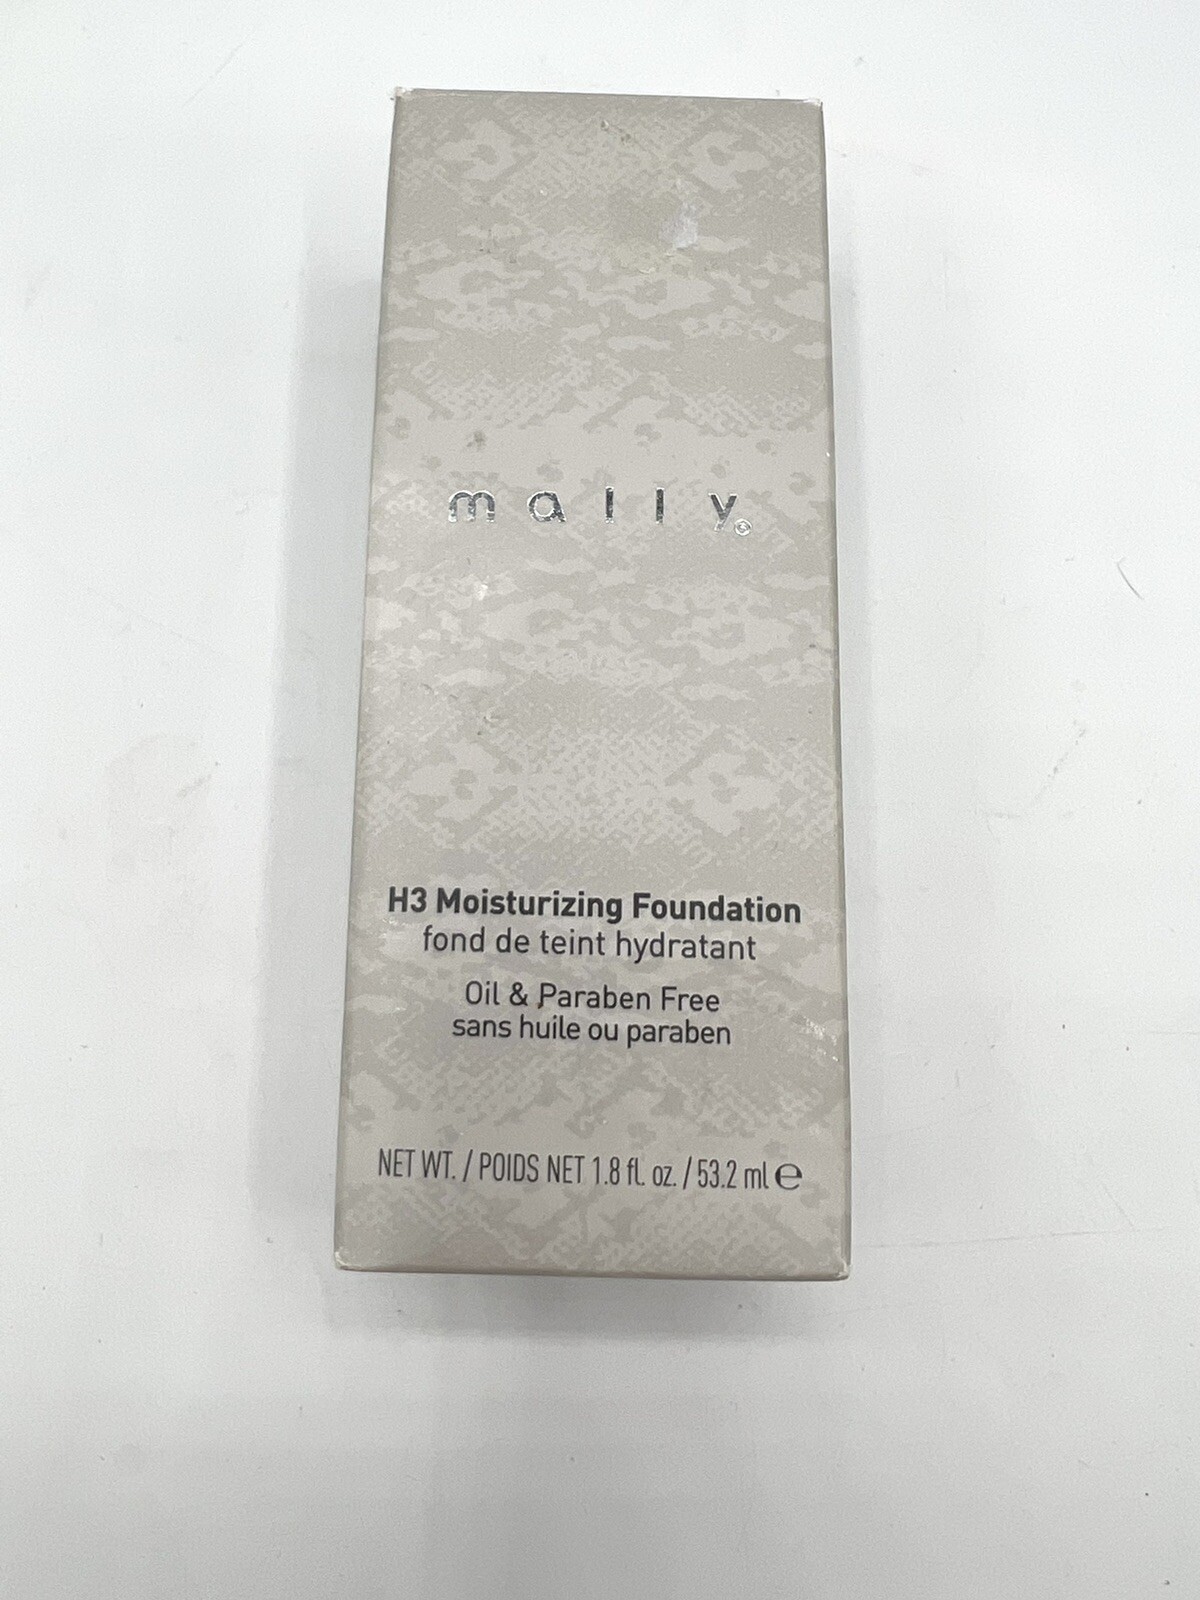 mally®
H3 Moisturizing Foundation
fond de teint hydratant
Oil & Paraben Free
sans huile ou paraben
NET WT. / POIDS NET 1.8 fl. oz. / 53.2 ml ℮